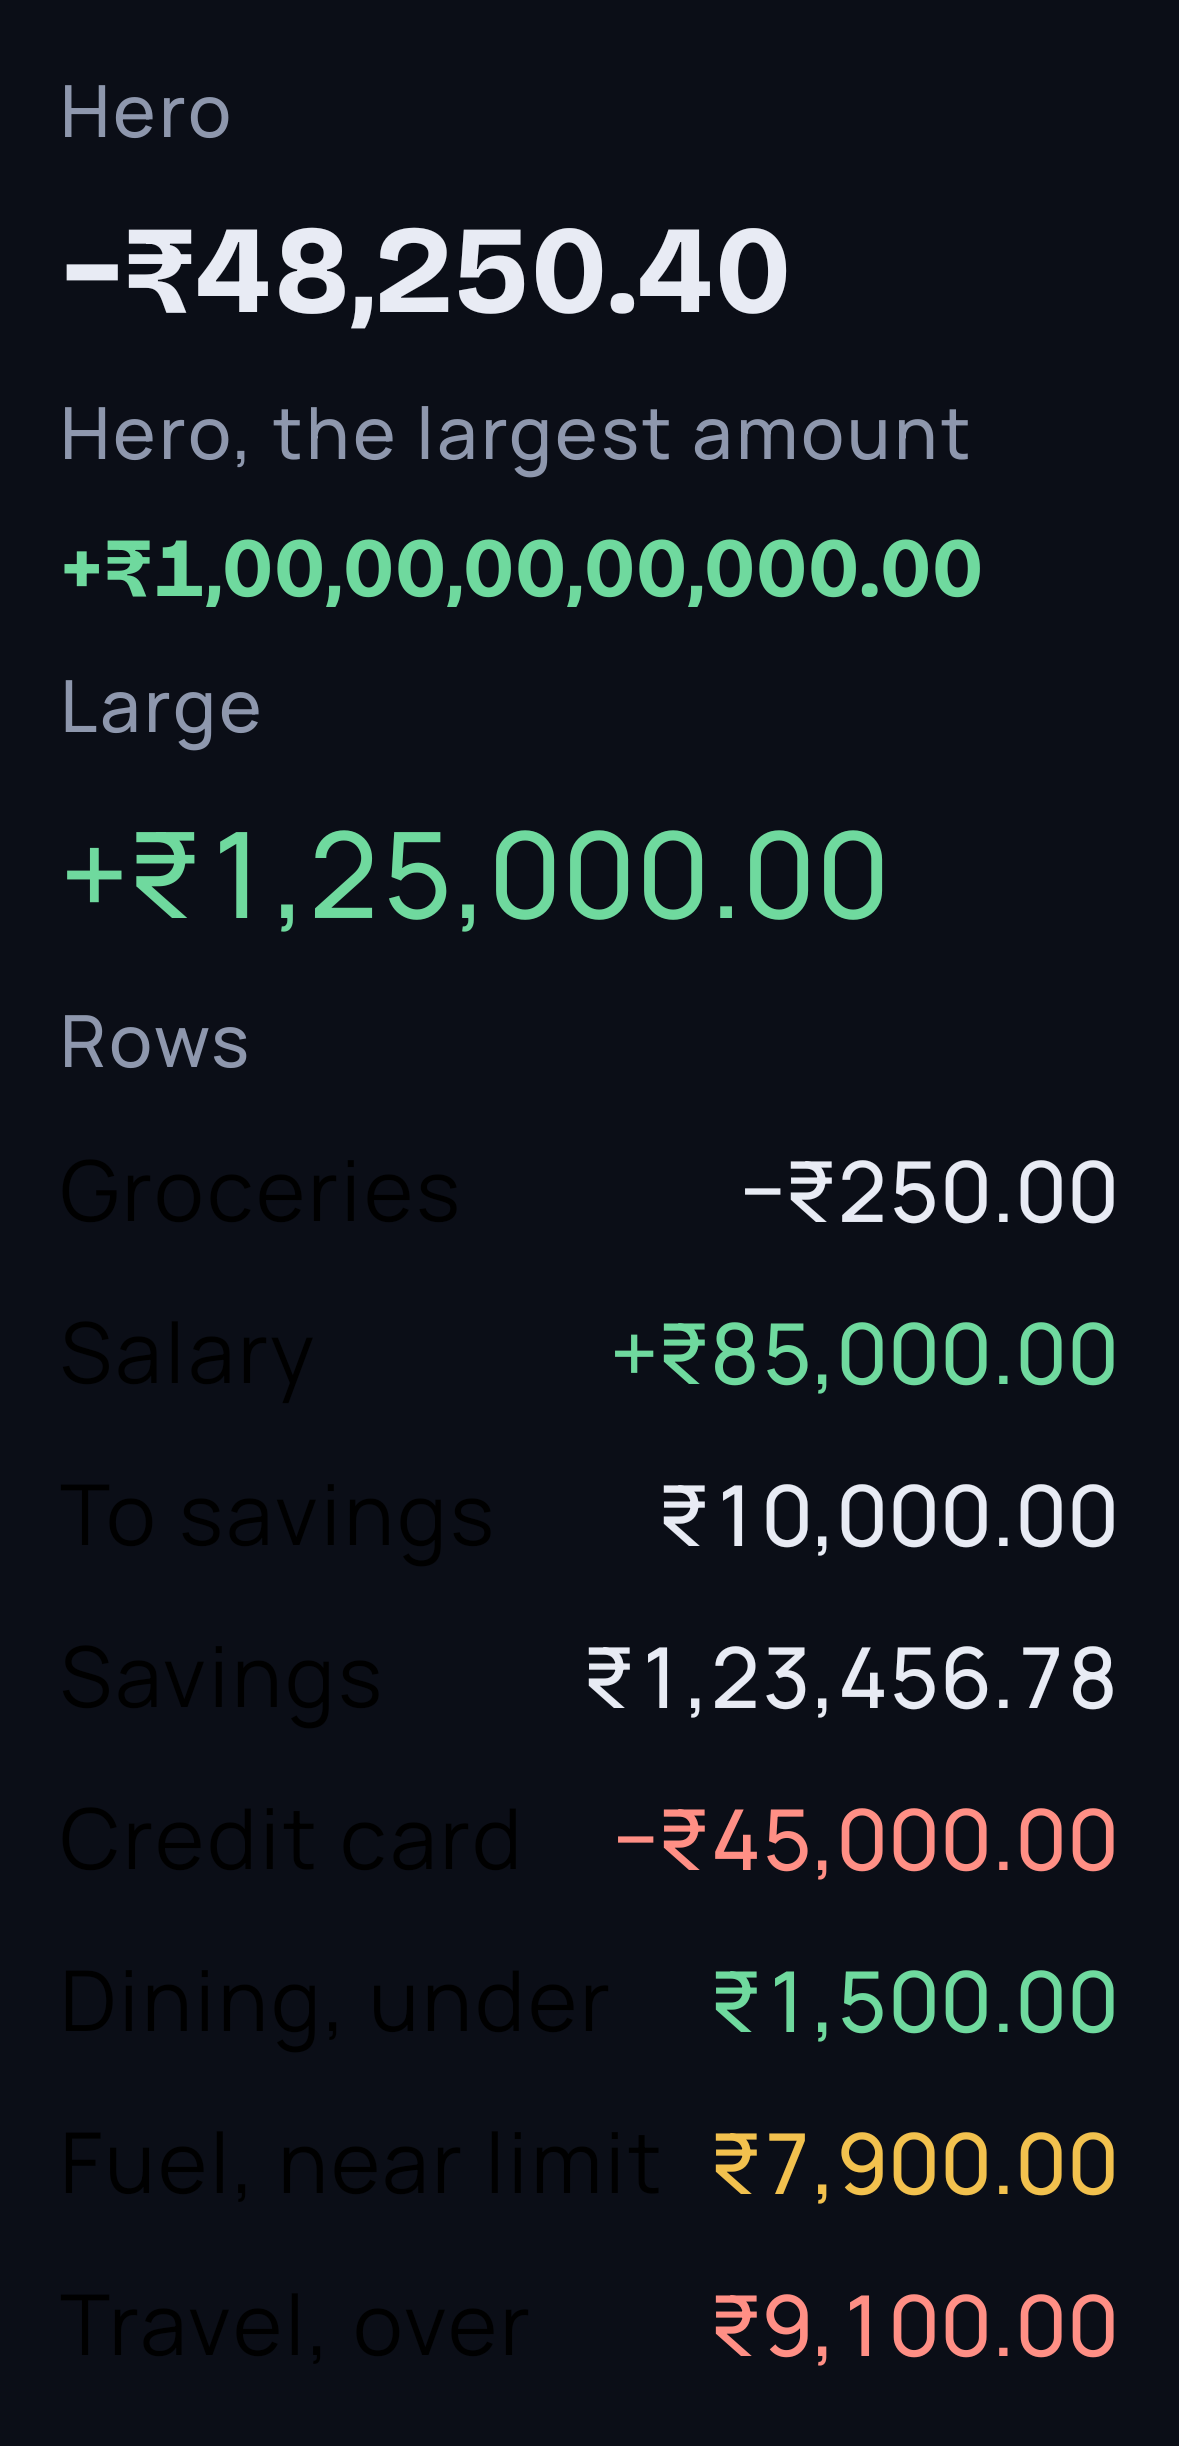 Hero
−₹48,250.40
Hero, the largest amount
+₹1,00,00,00,00,000.00
Large
+₹1,25,000.00
Rows
Groceries −₹250.00
Salary +₹85,000.00
To savings ₹10,000.00
Savings ₹1,23,456.78
Credit card −₹45,000.00
Dining, under ₹1,500.00
Fuel, near limit ₹7,900.00
Travel, over ₹9,100.00